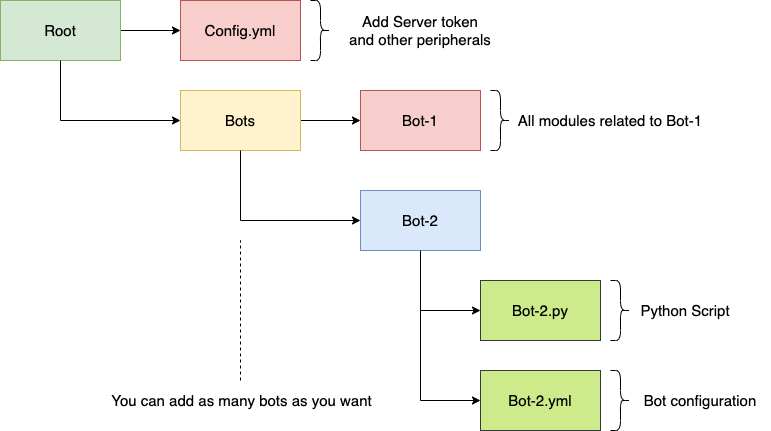 Root
Config.yml
Add Server token
and other peripherals
Bots
Bot-1
All modules related to Bot-1
Bot-2
Bot-2.py
Python Script
You can add as many bots as you want
Bot-2.yml
Bot configuration